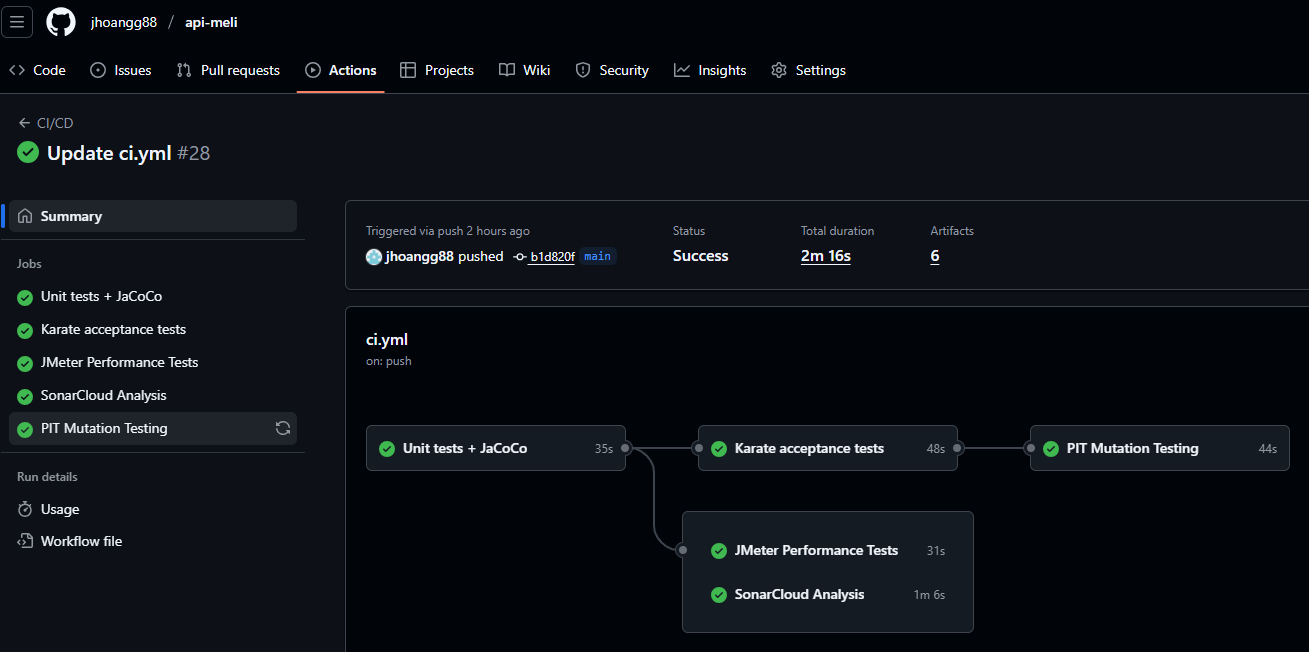 jhoangg88 / api-meli
Code Issues Pull requests Actions Projects Wiki Security Insights Settings
← CI/CD
Update ci.yml #28
Summary
Jobs
Unit tests + JaCoCo
Karate acceptance tests
JMeter Performance Tests
SonarCloud Analysis
PIT Mutation Testing
Run details
Usage
Workflow file
Triggered via push 2 hours ago
jhoangg88 pushed b1d820f main
Status
Success
Total duration
2m 16s
Artifacts
6
ci.yml
on: push
Unit tests + JaCoCo 35s
Karate acceptance tests 48s
PIT Mutation Testing 44s
JMeter Performance Tests 31s
SonarCloud Analysis 1m 6s